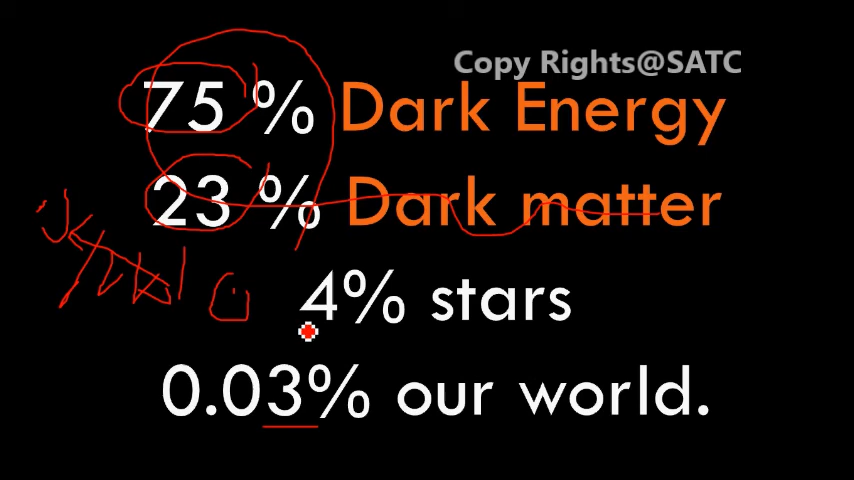 Copy Rights@SATC
75 % Dark Energy
23 % Dark matter
4% stars
0.03% our world.